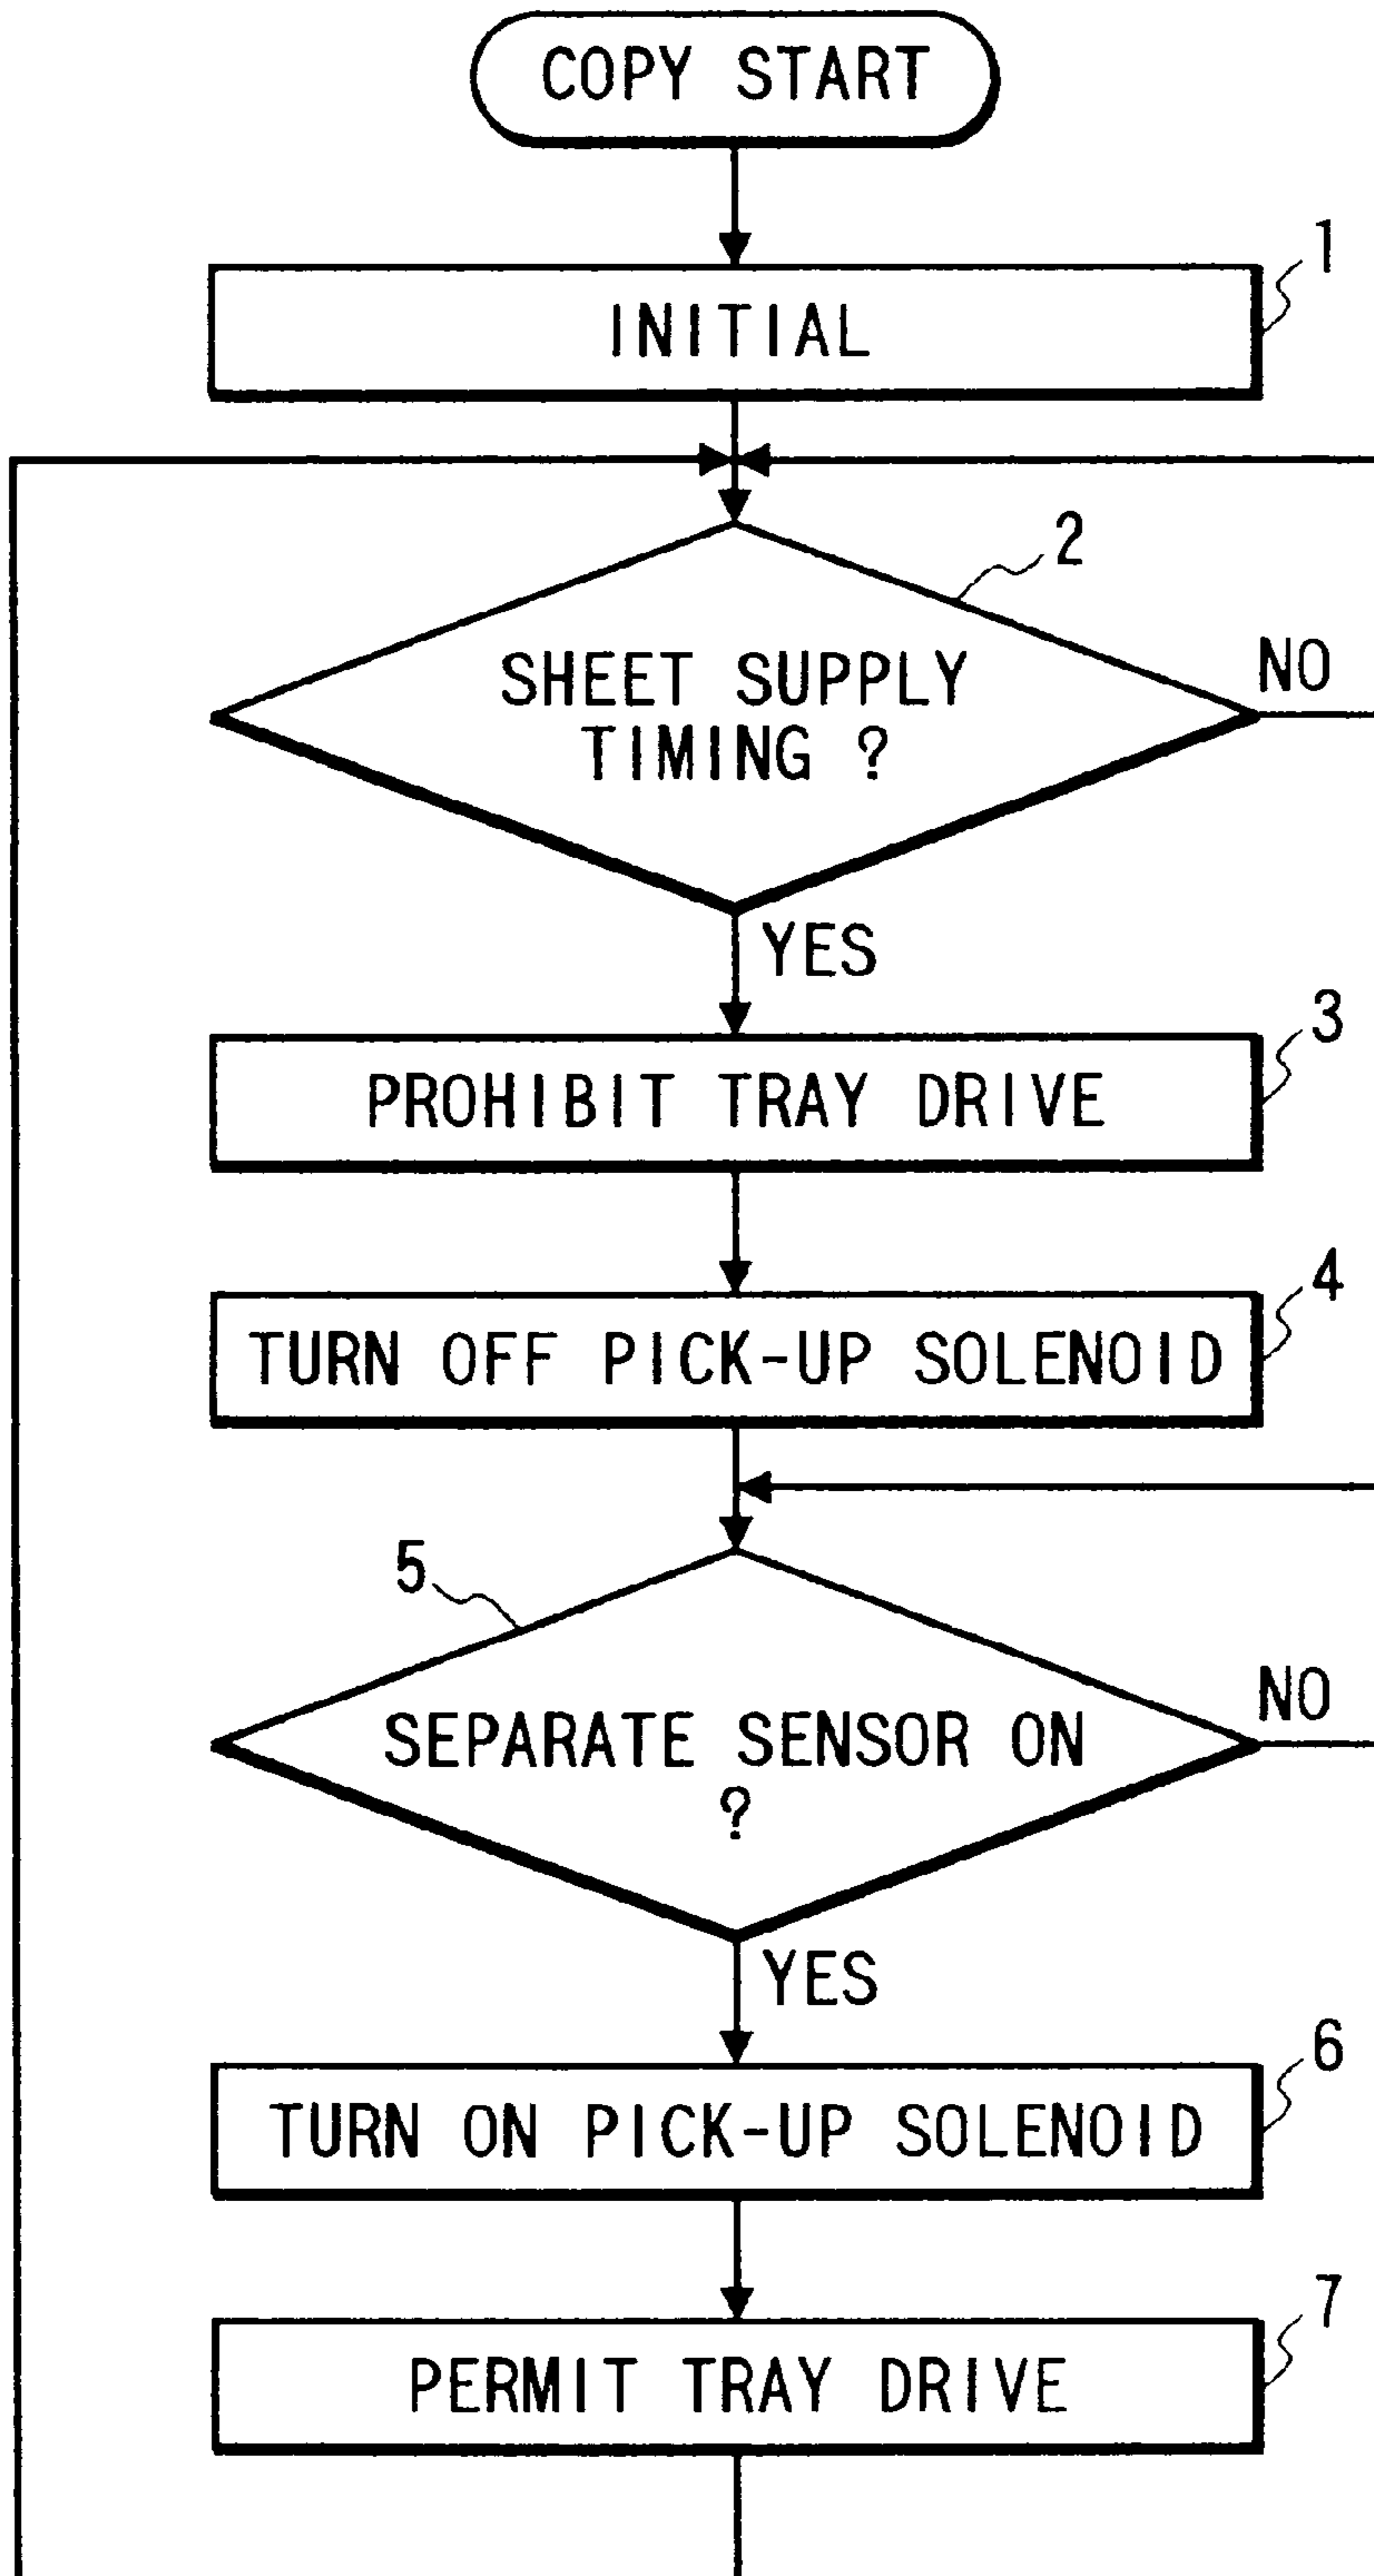 COPY START
1
INITIAL
2
SHEET SUPPLY
TIMING ?
NO
YES
3
PROHIBIT TRAY DRIVE
4
TURN OFF PICK-UP SOLENOID
5
SEPARATE SENSOR ON
?
NO
YES
6
TURN ON PICK-UP SOLENOID
7
PERMIT TRAY DRIVE